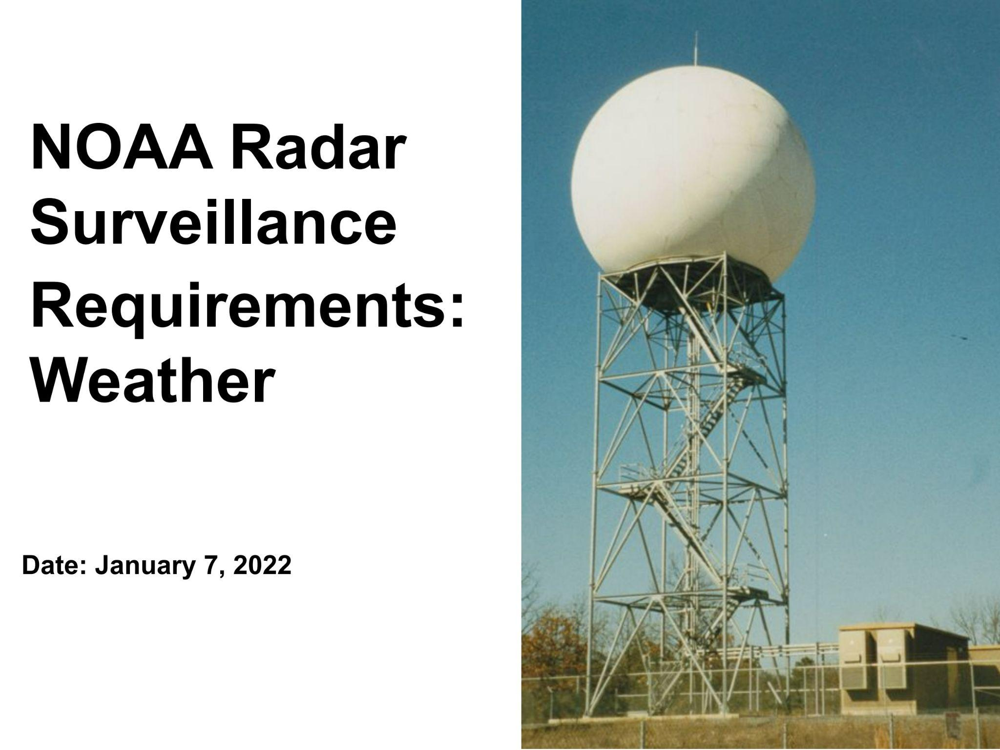 NOAA Radar
Surveillance
Requirements:
Weather
Date: January 7, 2022